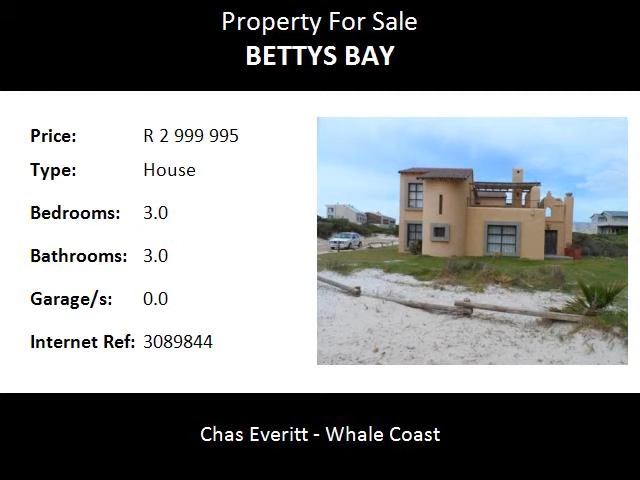 Property For Sale
BETTYS BAY
Price: R 2 999 995
Type: House
Bedrooms: 3.0
Bathrooms: 3.0
Garage/s: 0.0
Internet Ref: 3089844
Chas Everitt - Whale Coast